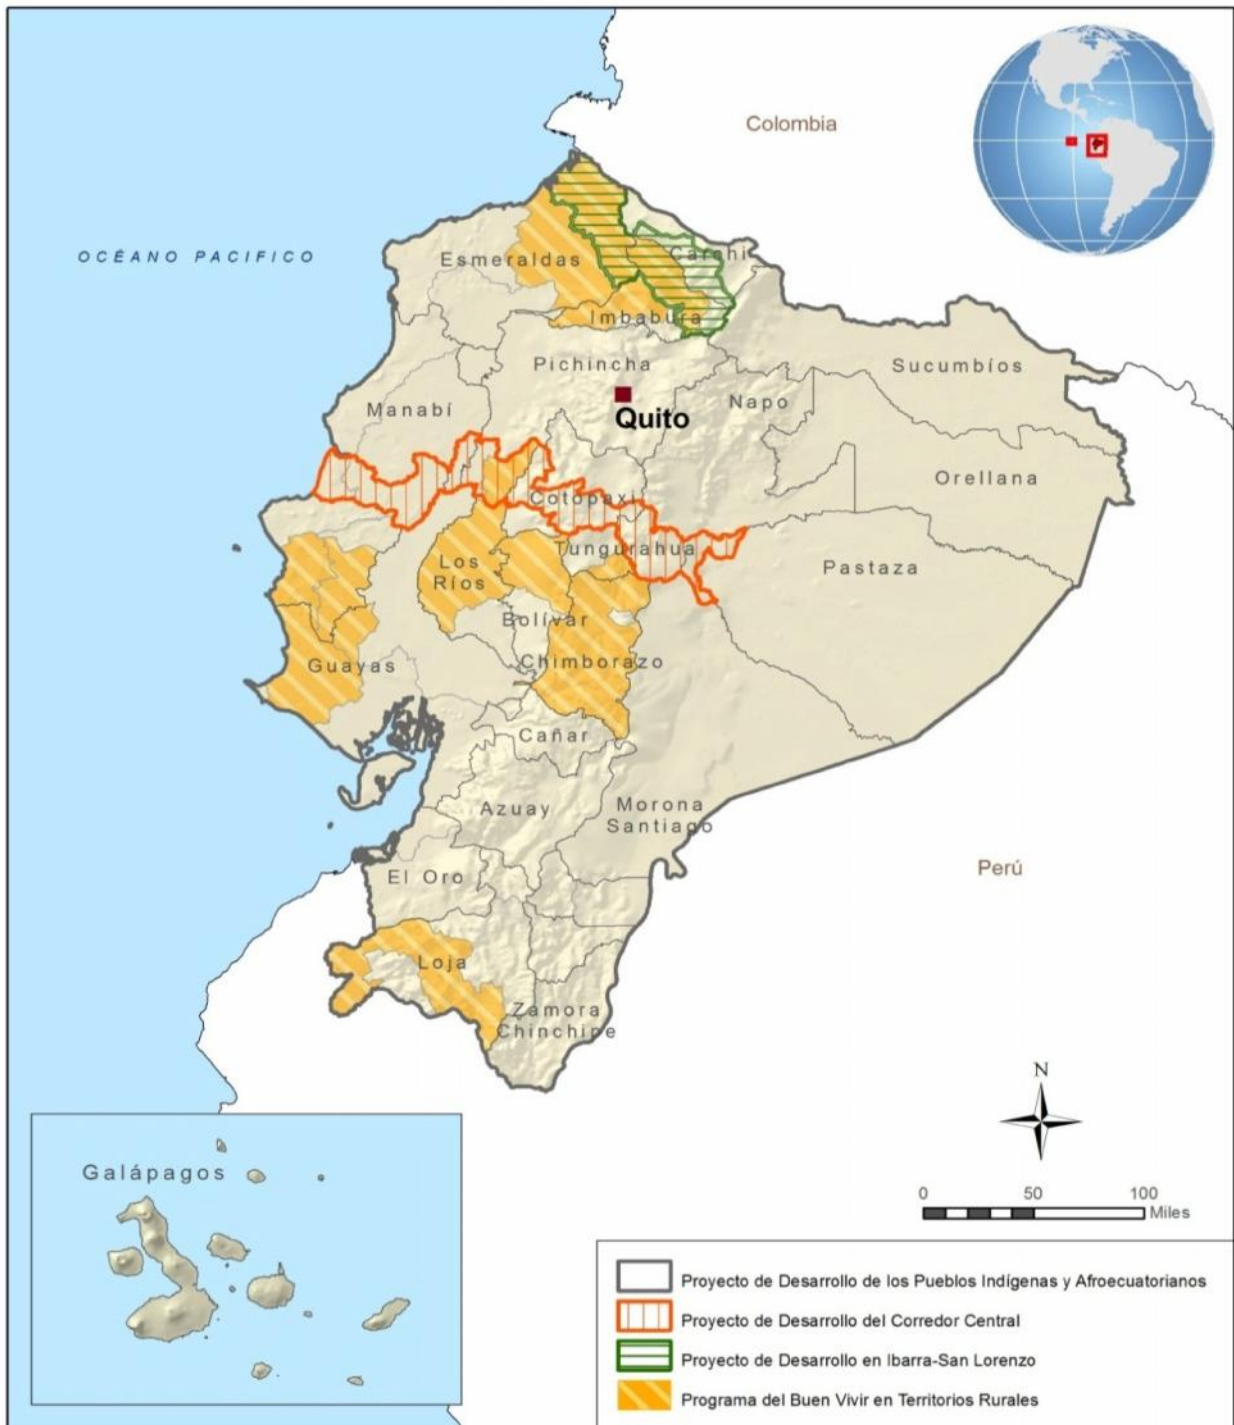 Colombia
OCÉANO PACIFICO
Esmeraldas
Carchi
Imbabura
Pichincha
Sucumbíos
Napo
Manabí
Quito
Orellana
Cotopaxi
Tungurahua
Los
Ríos
Pastaza
Bolívar
Guayas
Chimborazo
Cañar
Azuay
Morona
Santiago
Perú
El Oro
Loja
Zamora
Chinchipe
N
Galápagos
0 50 100
Miles
Proyecto de Desarrollo de los Pueblos Indígenas y Afroecuatorianos
Proyecto de Desarrollo del Corredor Central
Proyecto de Desarrollo en Ibarra-San Lorenzo
Programa del Buen Vivir en Territorios Rurales